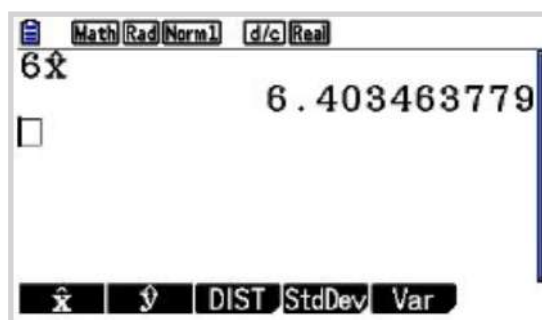 Math Rad Norm1 d/c Real
6x̂
6.403463779
x̂ ŷ DIST StdDev Var